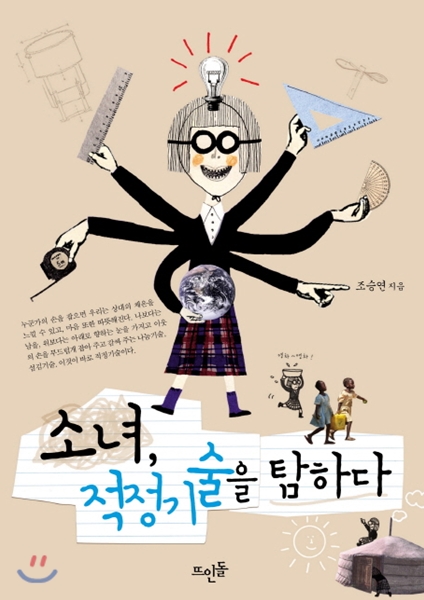 조승연 지음
누군가의 손을 잡으면 우리는 상대의 체온을
느낄 수 있고, 마음 또한 따뜻해진다. 나보다는
남을, 위보다는 아래로 향하는 눈을 가지고 이웃
의 손을 부드럽게 잡아 주고 감싸 주는 나눔기술,
섬김기술, 이것이 바로 적정기술이다.
소녀,
적정기술을 탐하다
뜨인돌